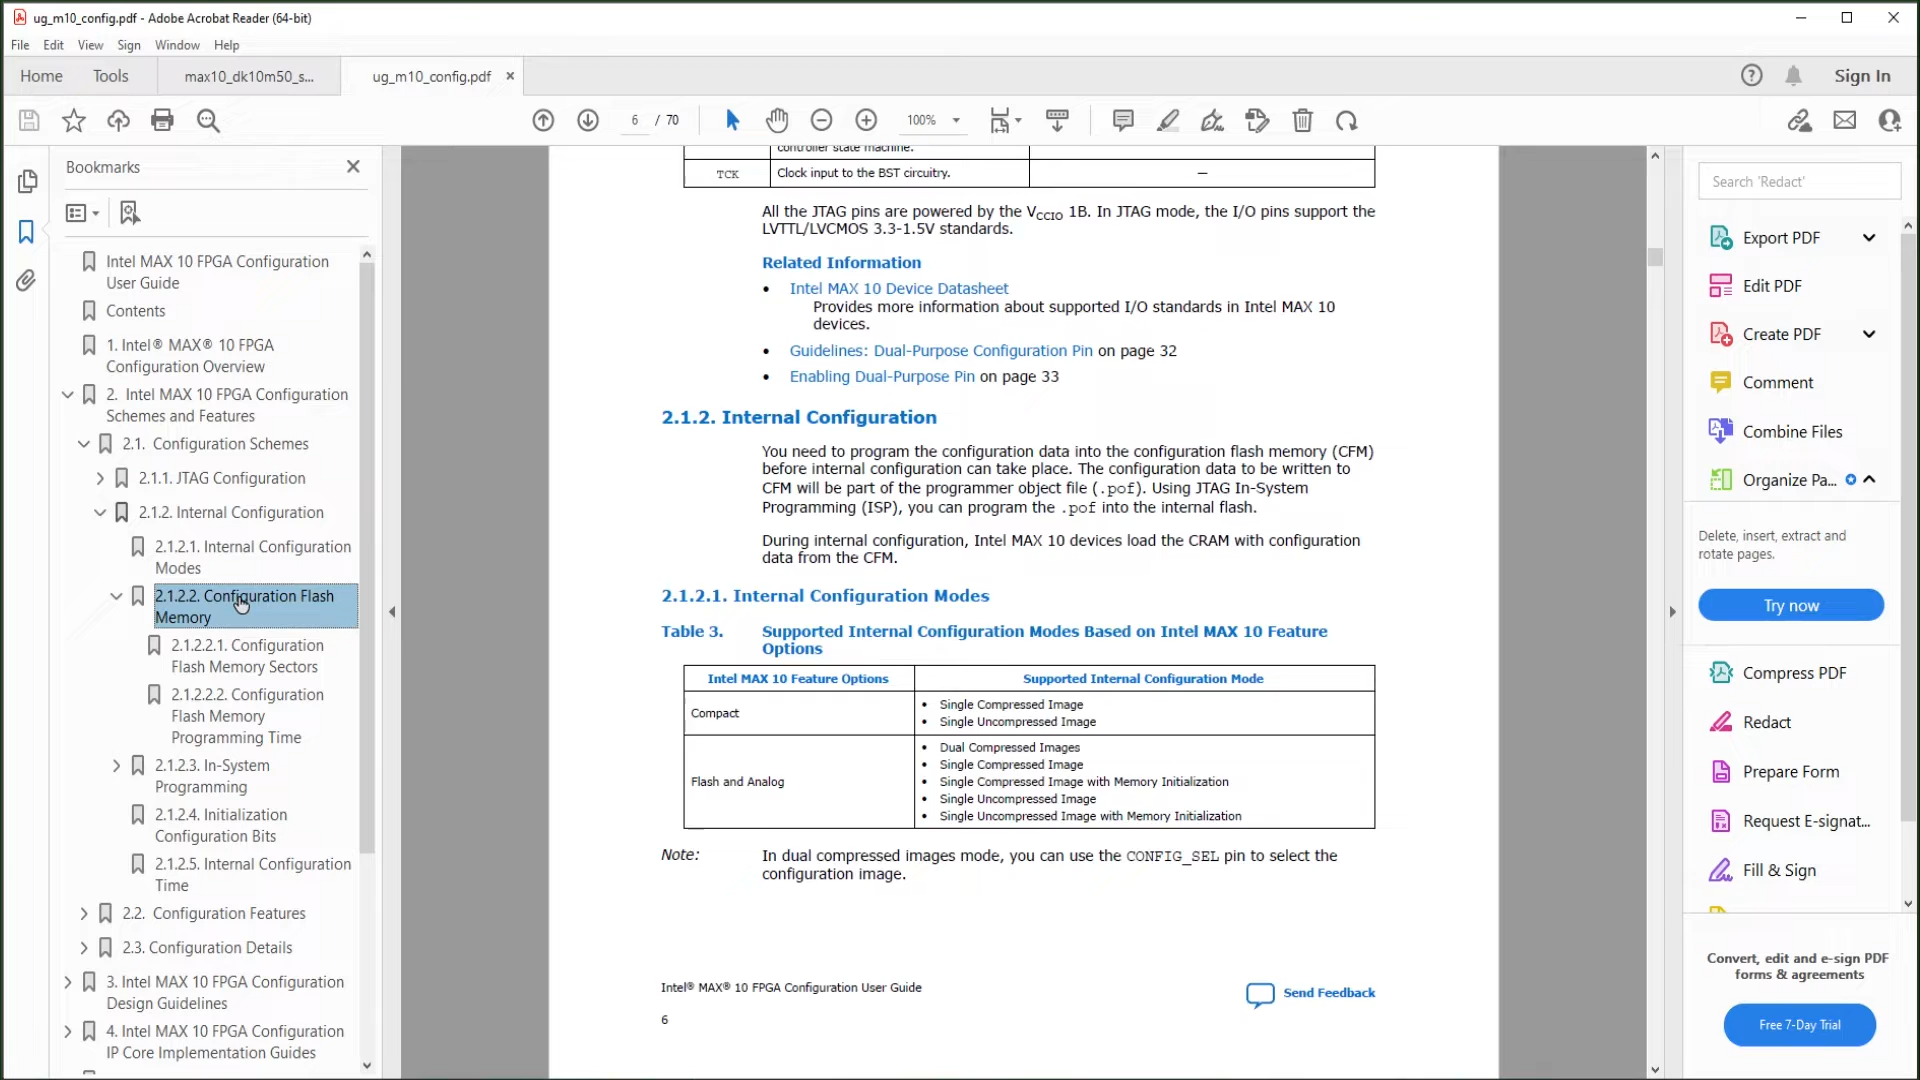 ug_m10_config.pdf - Adobe Acrobat Reader (64-bit)
File Edit View Sign Window Help
Home Tools max10_dk10m50_s... ug_m10_config.pdf Sign In
6 / 70 100%
Bookmarks
Intel MAX 10 FPGA Configuration
User Guide
Contents
1. Intel® MAX® 10 FPGA
Configuration Overview
2. Intel MAX 10 FPGA Configuration
Schemes and Features
2.1. Configuration Schemes
2.1.1. JTAG Configuration
2.1.2. Internal Configuration
2.1.2.1. Internal Configuration
Modes
2.1.2.2. Configuration Flash
Memory
2.1.2.2.1. Configuration
Flash Memory Sectors
2.1.2.2.2. Configuration
Flash Memory
Programming Time
2.1.2.3. In-System
Programming
2.1.2.4. Initialization
Configuration Bits
2.1.2.5. Internal Configuration
Time
2.2. Configuration Features
2.3. Configuration Details
3. Intel MAX 10 FPGA Configuration
Design Guidelines
4. Intel MAX 10 FPGA Configuration
IP Core Implementation Guides
controller state machine.
TCK Clock input to the BST circuitry. —
All the JTAG pins are powered by the VCCIO 1B. In JTAG mode, the I/O pins support the
LVTTL/LVCMOS 3.3-1.5V standards.
Related Information
• Intel MAX 10 Device Datasheet
Provides more information about supported I/O standards in Intel MAX 10
devices.
• Guidelines: Dual-Purpose Configuration Pin on page 32
• Enabling Dual-Purpose Pin on page 33
2.1.2. Internal Configuration
You need to program the configuration data into the configuration flash memory (CFM)
before internal configuration can take place. The configuration data to be written to
CFM will be part of the programmer object file (.pof). Using JTAG In-System
Programming (ISP), you can program the .pof into the internal flash.
During internal configuration, Intel MAX 10 devices load the CRAM with configuration
data from the CFM.
2.1.2.1. Internal Configuration Modes
Table 3. Supported Internal Configuration Modes Based on Intel MAX 10 Feature
Options
Intel MAX 10 Feature Options Supported Internal Configuration Mode
Compact
• Single Compressed Image
• Single Uncompressed Image
Flash and Analog
• Dual Compressed Images
• Single Compressed Image
• Single Compressed Image with Memory Initialization
• Single Uncompressed Image
• Single Uncompressed Image with Memory Initialization
Note: In dual compressed images mode, you can use the CONFIG_SEL pin to select the
configuration image.
Intel® MAX® 10 FPGA Configuration User Guide
Send Feedback
6
Search 'Redact'
Export PDF
Edit PDF
Create PDF
Comment
Combine Files
Organize Pa...
Delete, insert, extract and
rotate pages.
Try now
Compress PDF
Redact
Prepare Form
Request E-signat...
Fill & Sign
Convert, edit and e-sign PDF
forms & agreements
Free 7-Day Trial